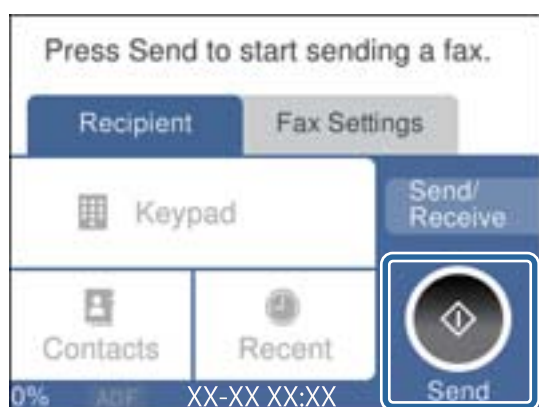 Press Send to start sending a fax.
Recipient
Fax Settings
Keypad
Send/
Receive
Contacts
Recent
0%
ADF
XX-XX XX:XX
Send